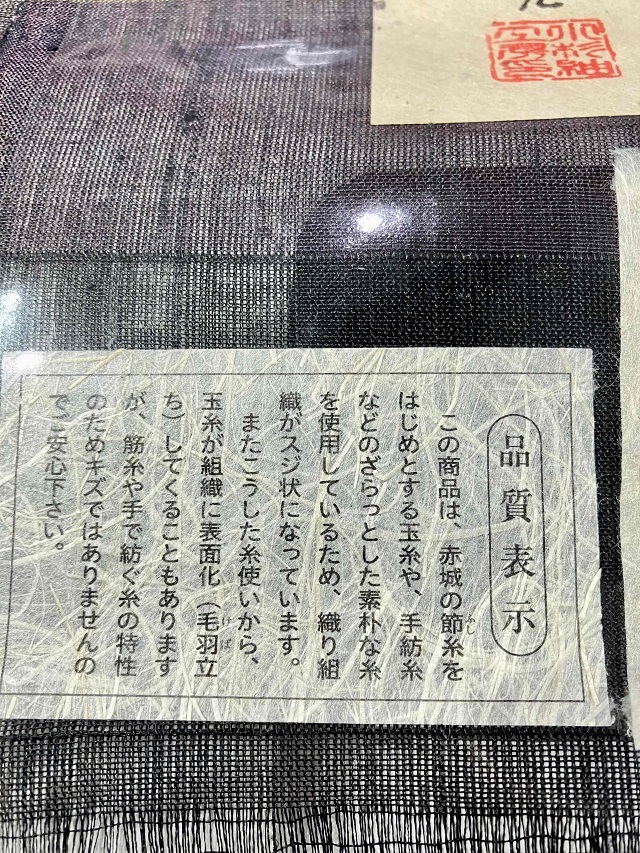 品質表示
この商品は、赤城の節糸を
ふし
はじめとする玉糸や、手紡糸
などのざらっとした素朴な糸
を使用しているため、織り組
織がスジ状になっています。
またこうした糸使いから、
玉糸が組織に表面化（毛羽立
けば
ち）してくることもあります
が、筋糸や手で紡ぐ糸の特性
のためキズではありませんの
でご安心下さい。